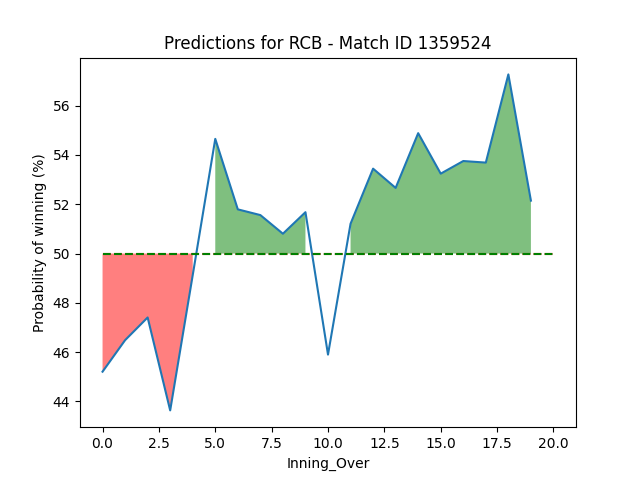 Predictions for RCB - Match ID 1359524
Probability of winning (%)
56
54
52
50
48
46
44
0.0 2.5 5.0 7.5 10.0 12.5 15.0 17.5 20.0
Inning_Over